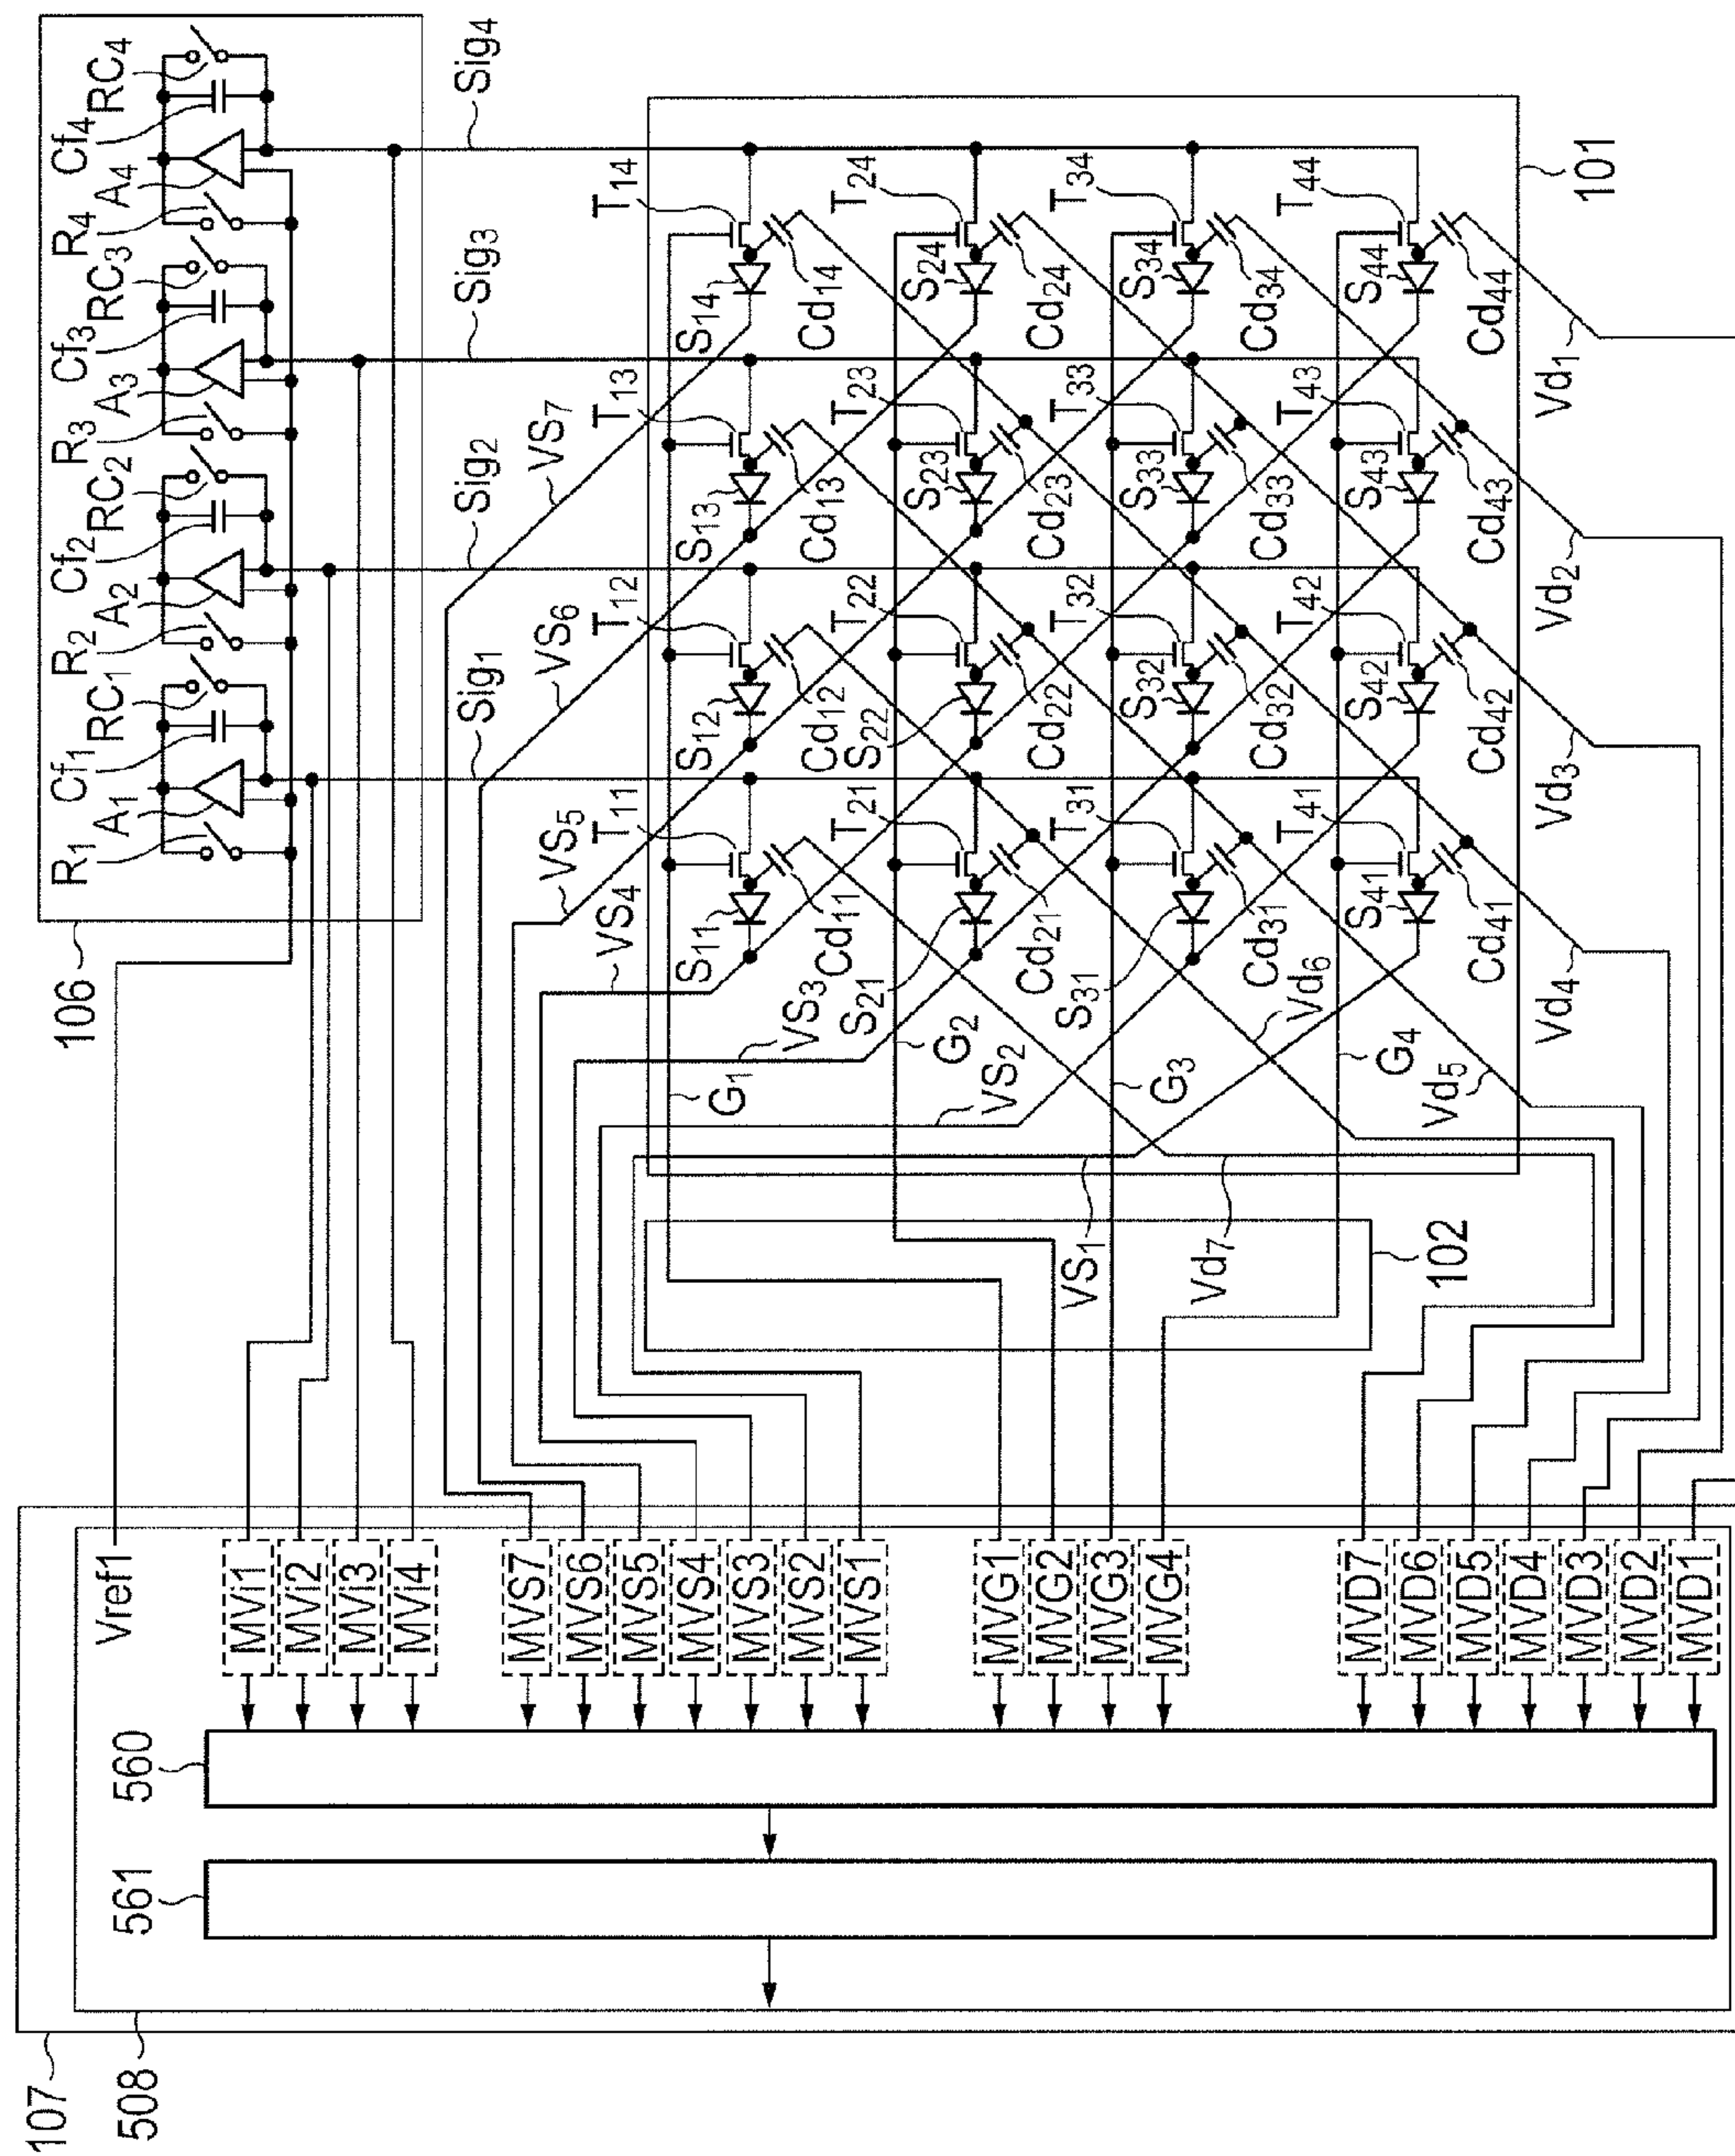 107
508
561
560
Vref1
MVi1
MVi2
MVi3
MVi4
MVS7
MVS6
MVS5
MVS4
MVS3
MVS2
MVS1
MVG1
MVG2
MVG3
MVG4
MVD7
MVD6
MVD5
MVD4
MVD3
MVD2
MVD1
106
R1 A1 Cf1 RC1
R2 A2 Cf2 RC2
R3 A3 Cf3 RC3
R4 A4 Cf4 RC4
Sig1
Sig2
Sig3
Sig4
VS7
VS6
VS5
VS4
VS3
VS2
VS1
G1
G2
G3
G4
S11 T11 Cd11
S12 T12 Cd12
S13 T13 Cd13
S14 T14 Cd14
S21 T21 Cd21
S22 T22 Cd22
S23 T23 Cd23
S24 T24 Cd24
S31 T31 Cd31
S32 T32 Cd32
S33 T33 Cd33
S34 T34 Cd34
S41 T41 Cd41
S42 T42 Cd42
S43 T43 Cd43
S44 T44 Cd44
Vd7
Vd6
Vd5
Vd4
Vd3
Vd2
Vd1
102
101